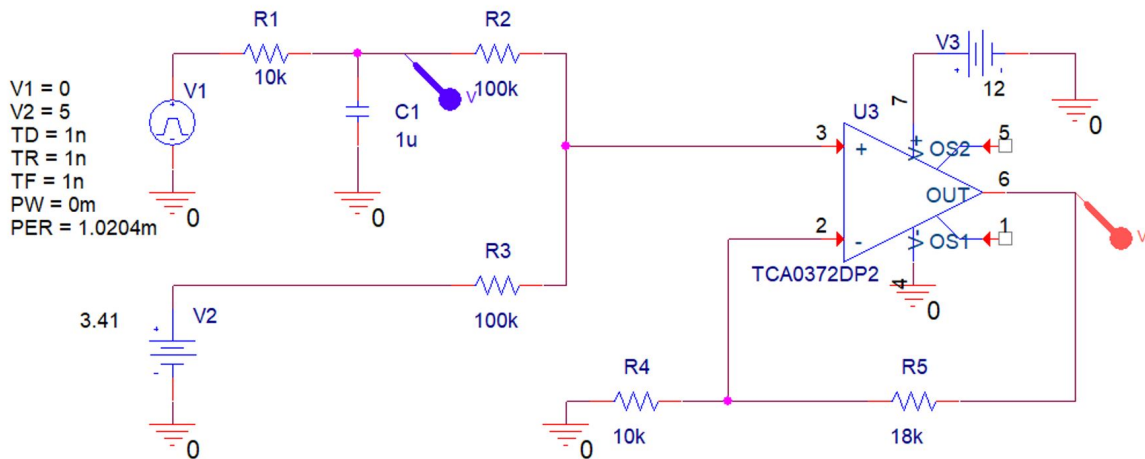 R1
10k
V1
V1 = 0
V2 = 5
TD = 1n
TR = 1n
TF = 1n
PW = 0m
PER = 1.0204m
0
C1
1u
0
V
R2
100k
R3
100k
3.41
V2
0
V3
12
0
U3
7
V+
OS2
5
3
+
OUT
6
2
-
V-
OS1
1
TCA0372DP2
4
0
V
R4
10k
0
R5
18k